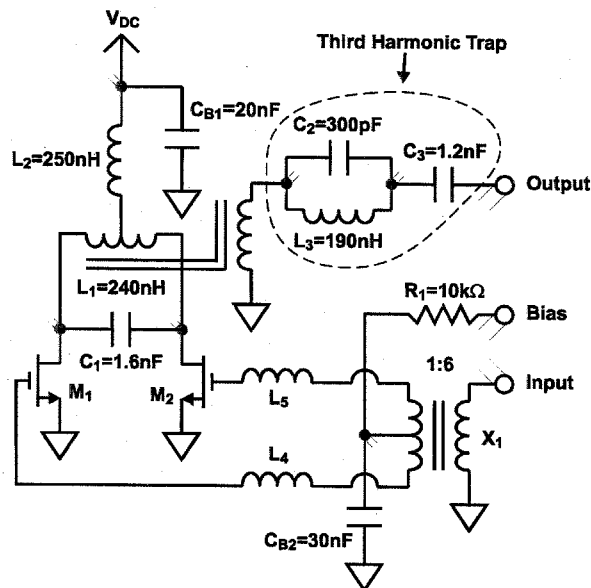 V_DC
Third Harmonic Trap
C_B1=20nF
C_2=300pF
C_3=1.2nF
L_2=250nH
Output
L_3=190nH
L_1=240nH
R_1=10kΩ
Bias
C_1=1.6nF
1:6
Input
M_1
M_2
L_5
X_1
L_4
C_B2=30nF